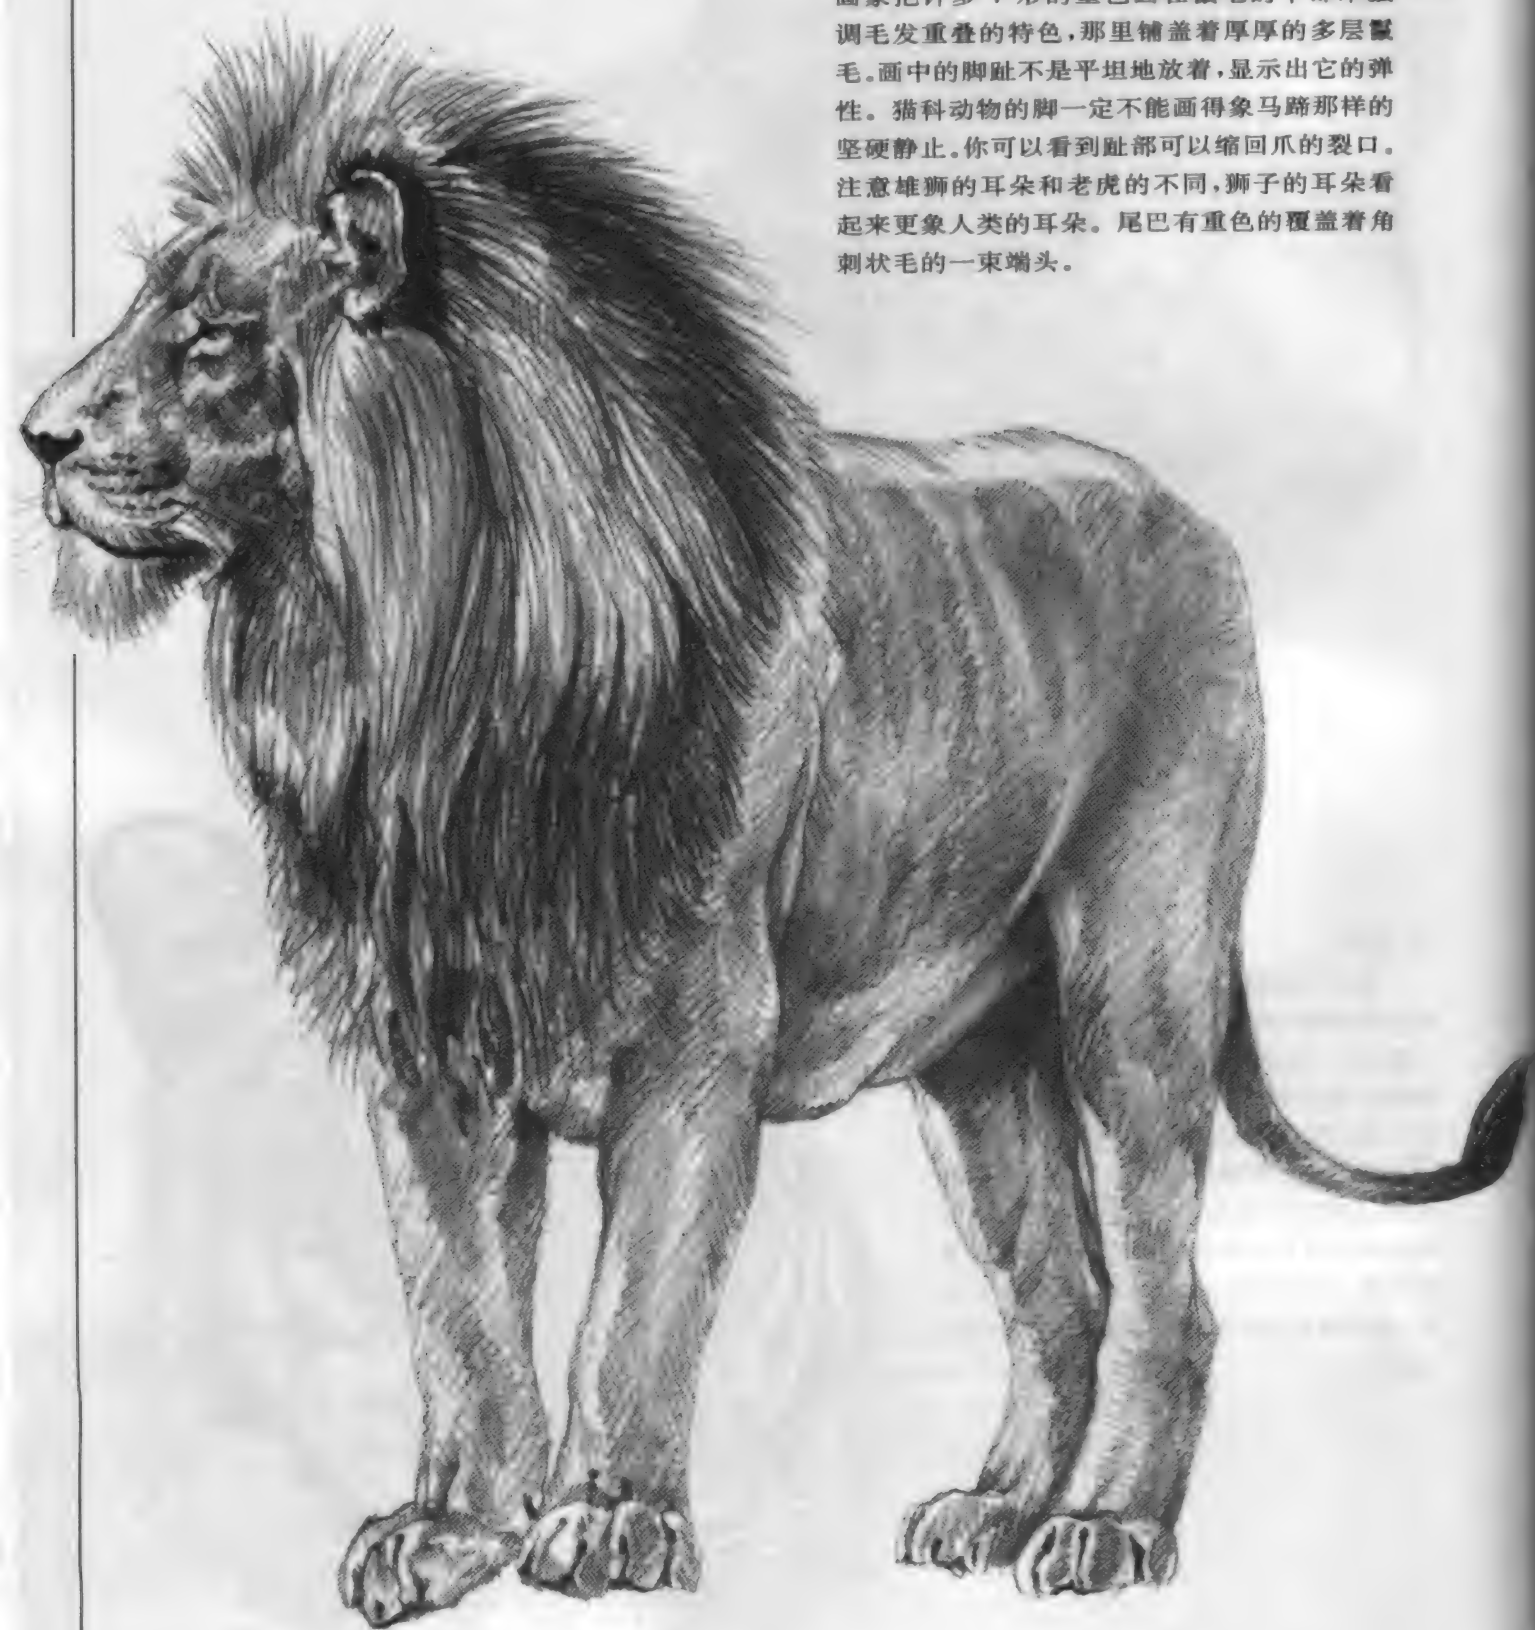 调毛发重叠的特色，那里铺盖着厚厚的多层鬣
毛。画中的脚趾不是平坦地放着，显示出它的弹
性。猫科动物的脚一定不能画得象马蹄那样的
坚硬静止。你可以看到趾部可以缩回爪的裂口。
注意雄狮的耳朵和老虎的不同，狮子的耳朵看
起来更象人类的耳朵。尾巴有重色的覆盖着角
刺状毛的一束端头。